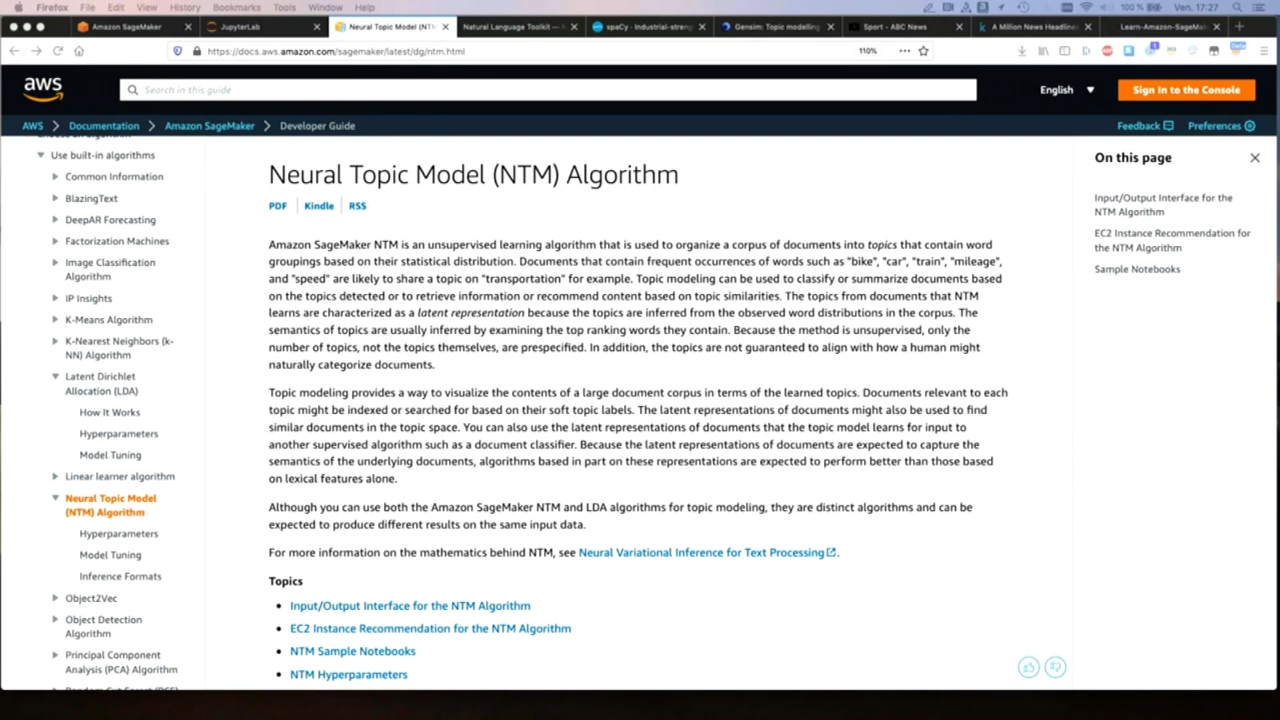 Firefox File Edit View History Bookmarks Tools Window Help 100 % Ven. 17:27
Amazon SageMaker JupyterLab Neural Topic Model (NTM Natural Language Toolkit — spaCy · Industrial-streng Gensim: Topic modelling Sport - ABC News A Million News Headlines Learn-Amazon-SageMa
https://docs.aws.amazon.com/sagemaker/latest/dg/ntm.html 110%
aws Search in this guide English Sign In to the Console
AWS Documentation Amazon SageMaker Developer Guide Feedback Preferences
Use built-in algorithms
Common Information
BlazingText
DeepAR Forecasting
Factorization Machines
Image Classification
Algorithm
IP Insights
K-Means Algorithm
K-Nearest Neighbors (k-
NN) Algorithm
Latent Dirichlet
Allocation (LDA)
How It Works
Hyperparameters
Model Tuning
Linear learner algorithm
Neural Topic Model
(NTM) Algorithm
Hyperparameters
Model Tuning
Inference Formats
Object2Vec
Object Detection
Algorithm
Principal Component
Analysis (PCA) Algorithm
Neural Topic Model (NTM) Algorithm
PDF Kindle RSS
Amazon SageMaker NTM is an unsupervised learning algorithm that is used to organize a corpus of documents into topics that contain word
groupings based on their statistical distribution. Documents that contain frequent occurrences of words such as "bike", "car", "train", "mileage",
and "speed" are likely to share a topic on "transportation" for example. Topic modeling can be used to classify or summarize documents based
on the topics detected or to retrieve information or recommend content based on topic similarities. The topics from documents that NTM
learns are characterized as a latent representation because the topics are inferred from the observed word distributions in the corpus. The
semantics of topics are usually inferred by examining the top ranking words they contain. Because the method is unsupervised, only the
number of topics, not the topics themselves, are prespecified. In addition, the topics are not guaranteed to align with how a human might
naturally categorize documents.
Topic modeling provides a way to visualize the contents of a large document corpus in terms of the learned topics. Documents relevant to each
topic might be indexed or searched for based on their soft topic labels. The latent representations of documents might also be used to find
similar documents in the topic space. You can also use the latent representations of documents that the topic model learns for input to
another supervised algorithm such as a document classifier. Because the latent representations of documents are expected to capture the
semantics of the underlying documents, algorithms based in part on these representations are expected to perform better than those based
on lexical features alone.
Although you can use both the Amazon SageMaker NTM and LDA algorithms for topic modeling, they are distinct algorithms and can be
expected to produce different results on the same input data.
For more information on the mathematics behind NTM, see Neural Variational Inference for Text Processing.
Topics
• Input/Output Interface for the NTM Algorithm
• EC2 Instance Recommendation for the NTM Algorithm
• NTM Sample Notebooks
• NTM Hyperparameters
On this page
Input/Output Interface for the
NTM Algorithm
EC2 Instance Recommendation for
the NTM Algorithm
Sample Notebooks